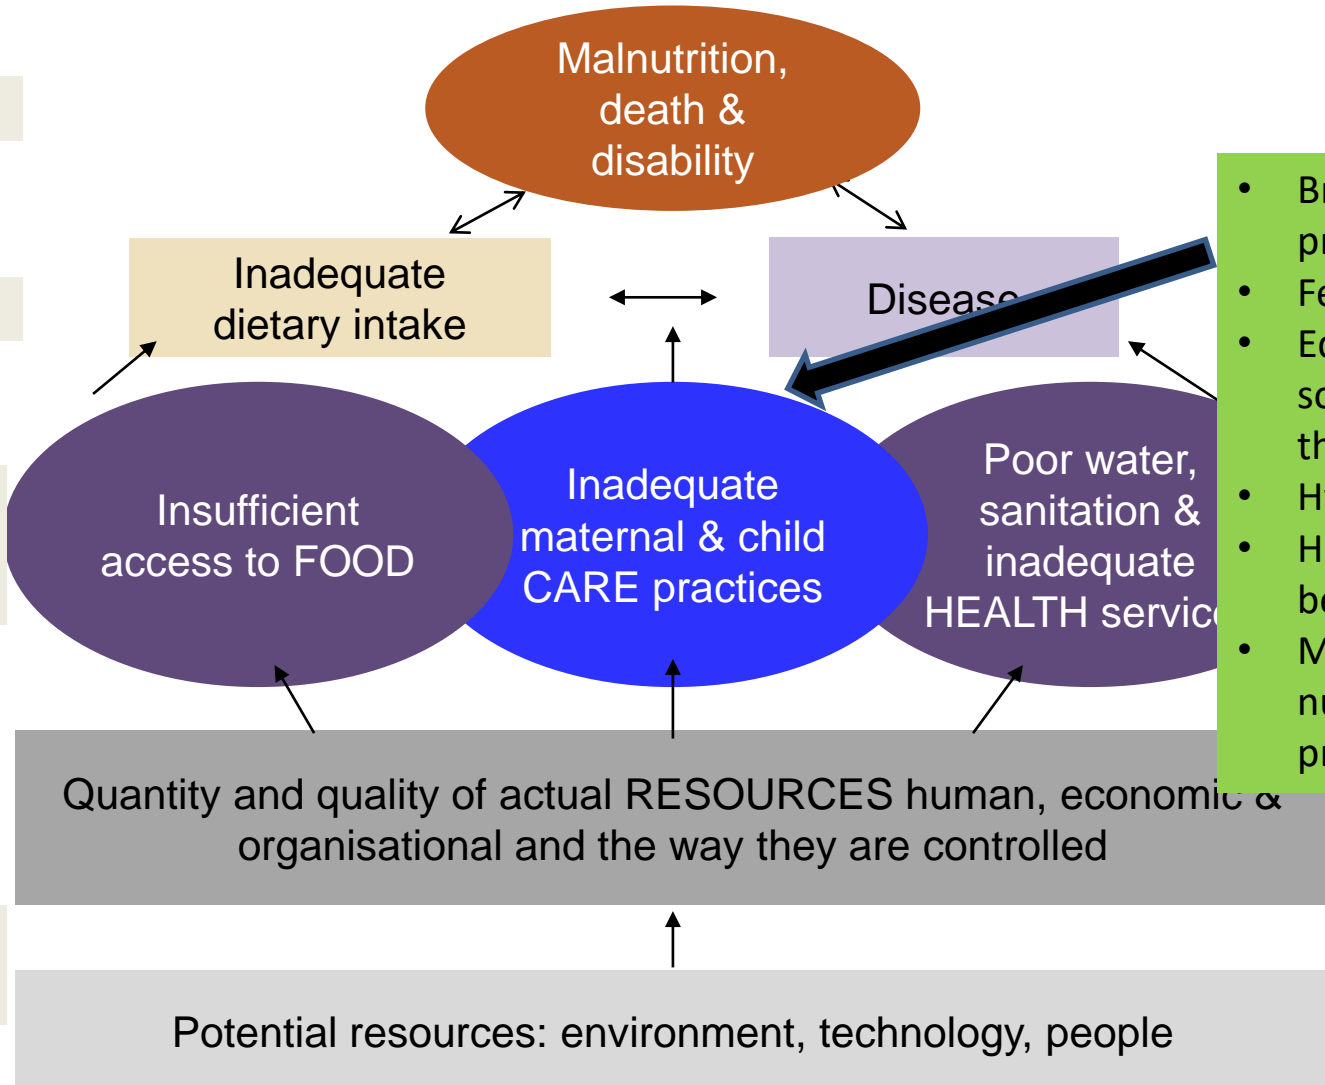 Malnutrition,
death &
disability
Inadequate
dietary intake
Disease
Insufficient
access to FOOD
Inadequate
maternal & child
CARE practices
Poor water,
sanitation &
inadequate
HEALTH service
Quantity and quality of actual RESOURCES human, economic &
organisational and the way they are controlled
Potential resources: environment, technology, people